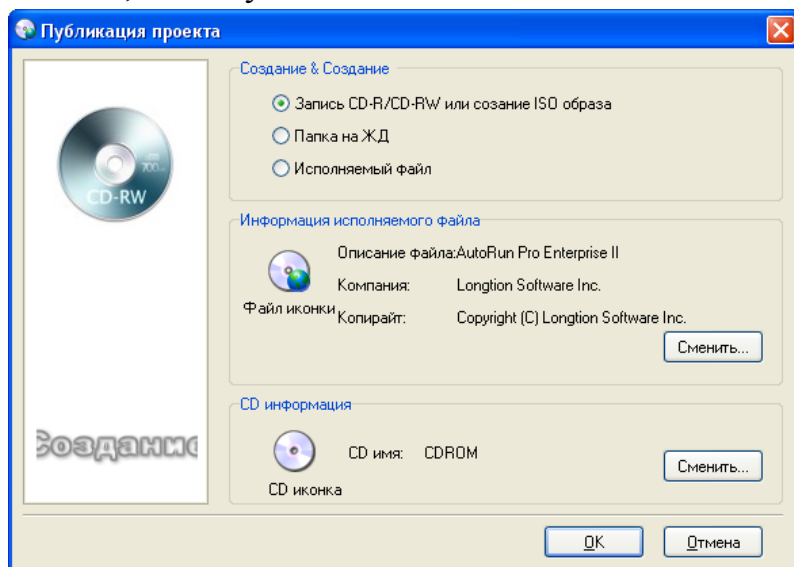 Публикация проекта
Создание & Создание
Запись CD-R/CD-RW или созание ISO образа
Папка на ЖД
Исполняемый файл
700
CD-RW
Информация исполняемого файла
Описание файла:AutoRun Pro Enterprise II
Компания: Longtion Software Inc.
Файл иконки
Копирайт: Copyright (C) Longtion Software Inc.
Сменить...
CD информация
Создание
CD имя: CDROM
Сменить...
CD иконка
OK
Отмена